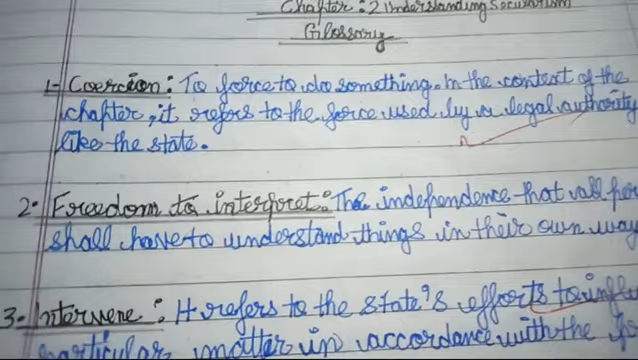 Chapter: 2 Understanding Secularism
Glossary
1- Coercion: To force to do something. In the context of the
chapter, it refers to the force used by a legal authority
like the state.
2. Freedom to interpret: The independence that all
shall have to understand things in their own way
3. Intervene: It refers to the state's efforts to
particular matter in accordance with the